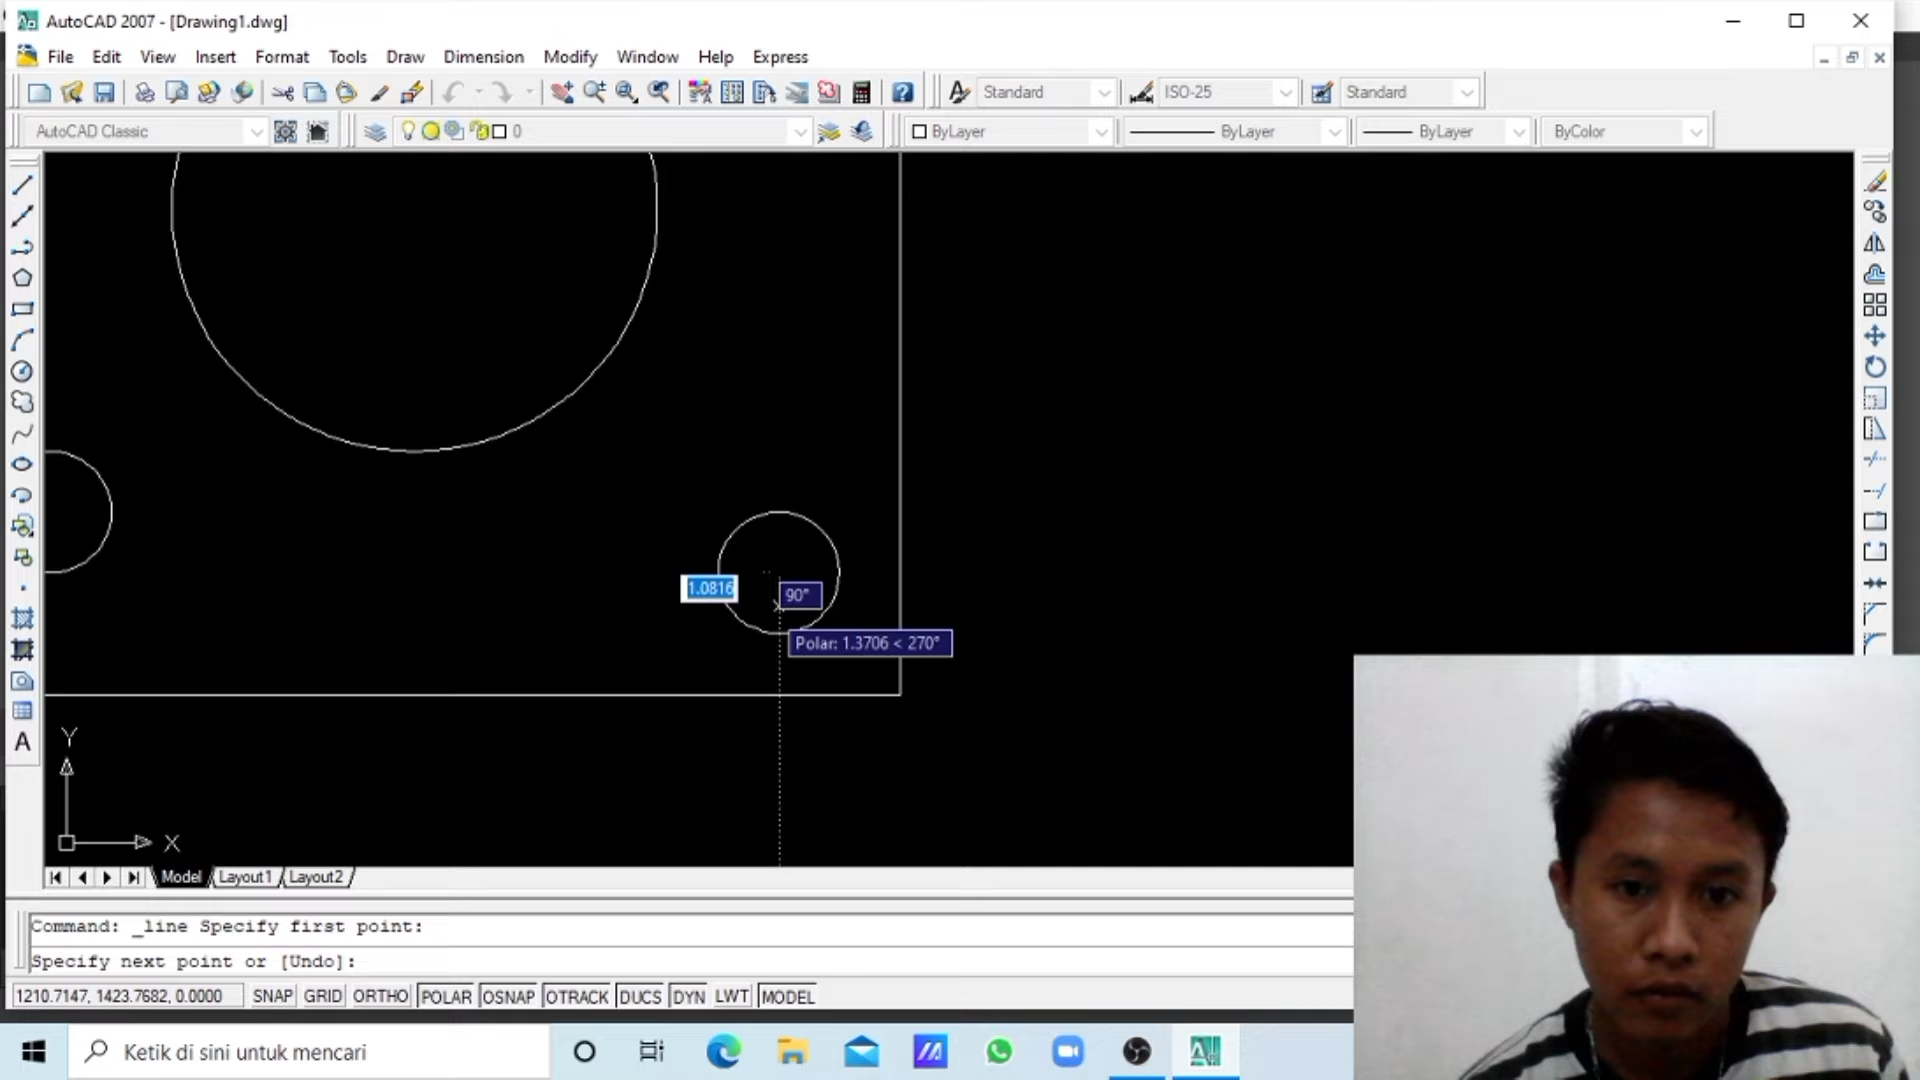 AutoCAD 2007 - [Drawing1.dwg]
File Edit View Insert Format Tools Draw Dimension Modify Window Help Express
Standard ISO-25 Standard
AutoCAD Classic 0 ByLayer ByLayer ByLayer ByColor
1.0816
90°
Polar: 1.3706 < 270°
A
Y
X
Model Layout1 Layout2
Command: _line Specify first point:
Specify next point or [Undo]:
1210.7147, 1423.7682, 0.0000 SNAP GRID ORTHO POLAR OSNAP OTRACK DUCS DYN LWT MODEL
Ketik di sini untuk mencari